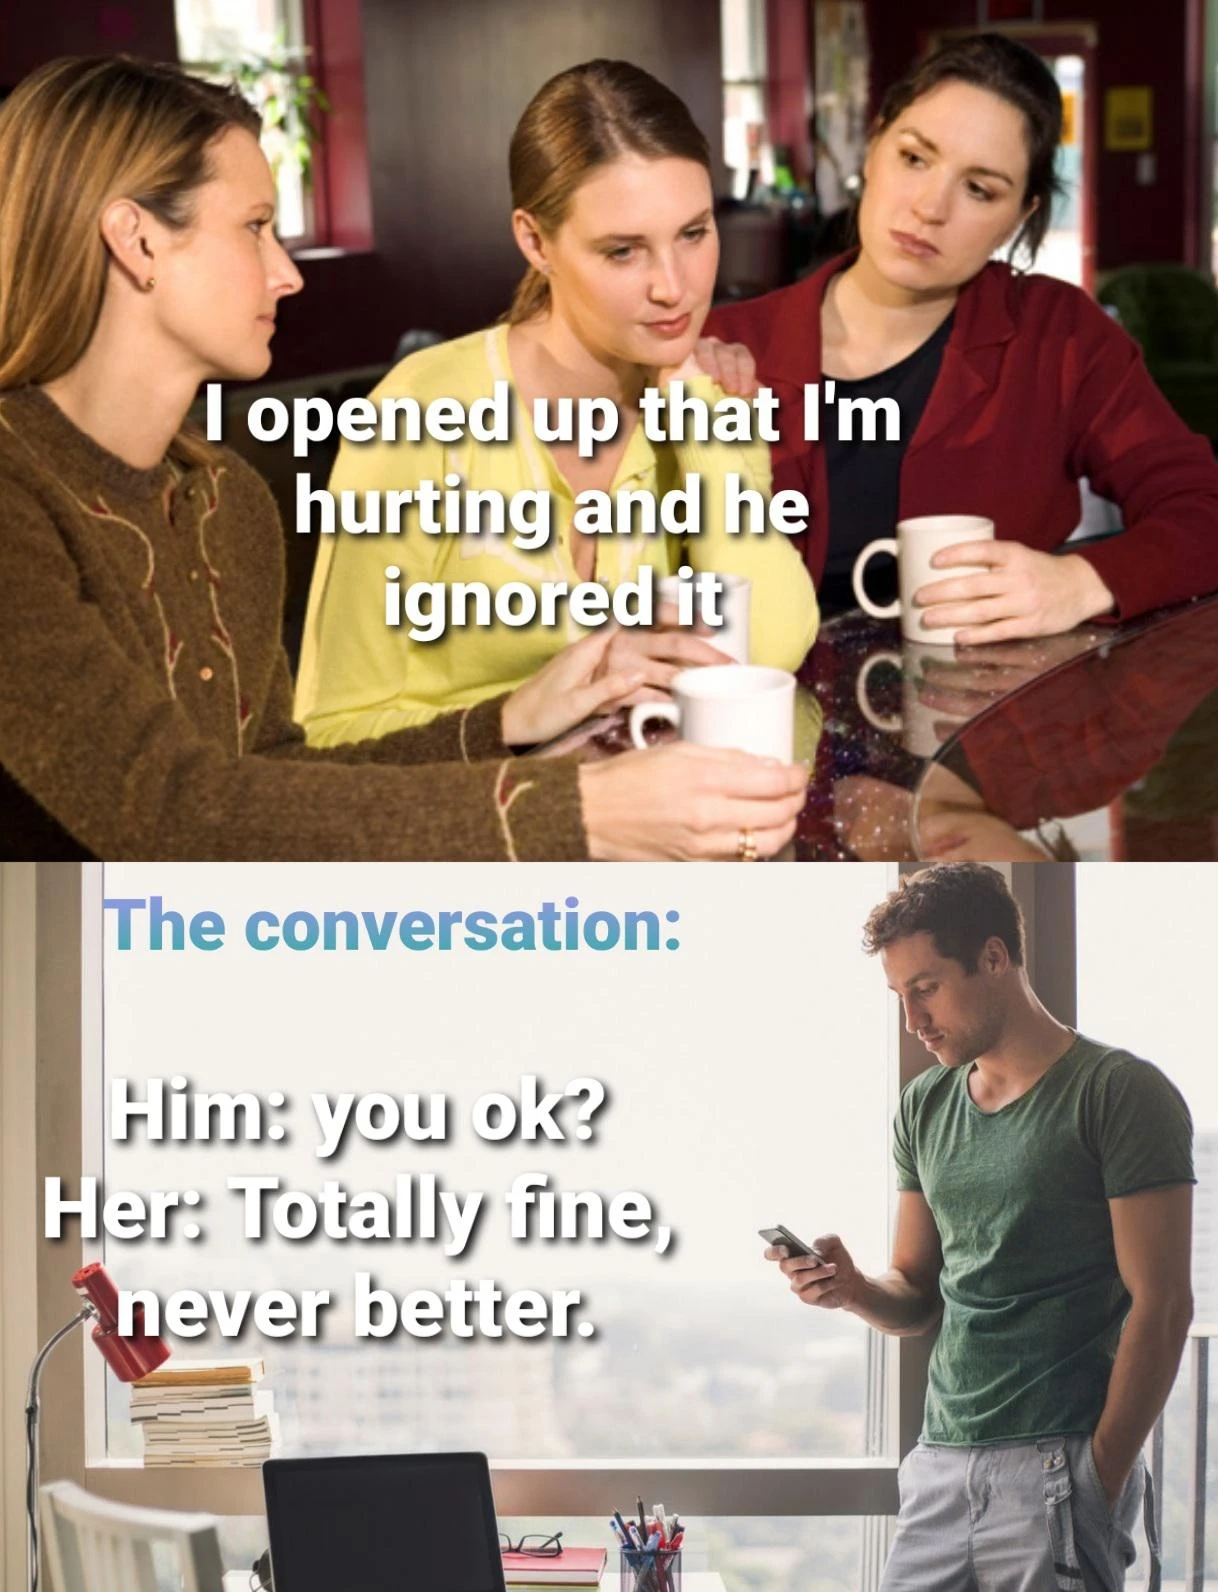 I opened up that I'm
hurting and he
ignored it
The conversation:
Him: you ok?
Her: Totally fine,
never better.